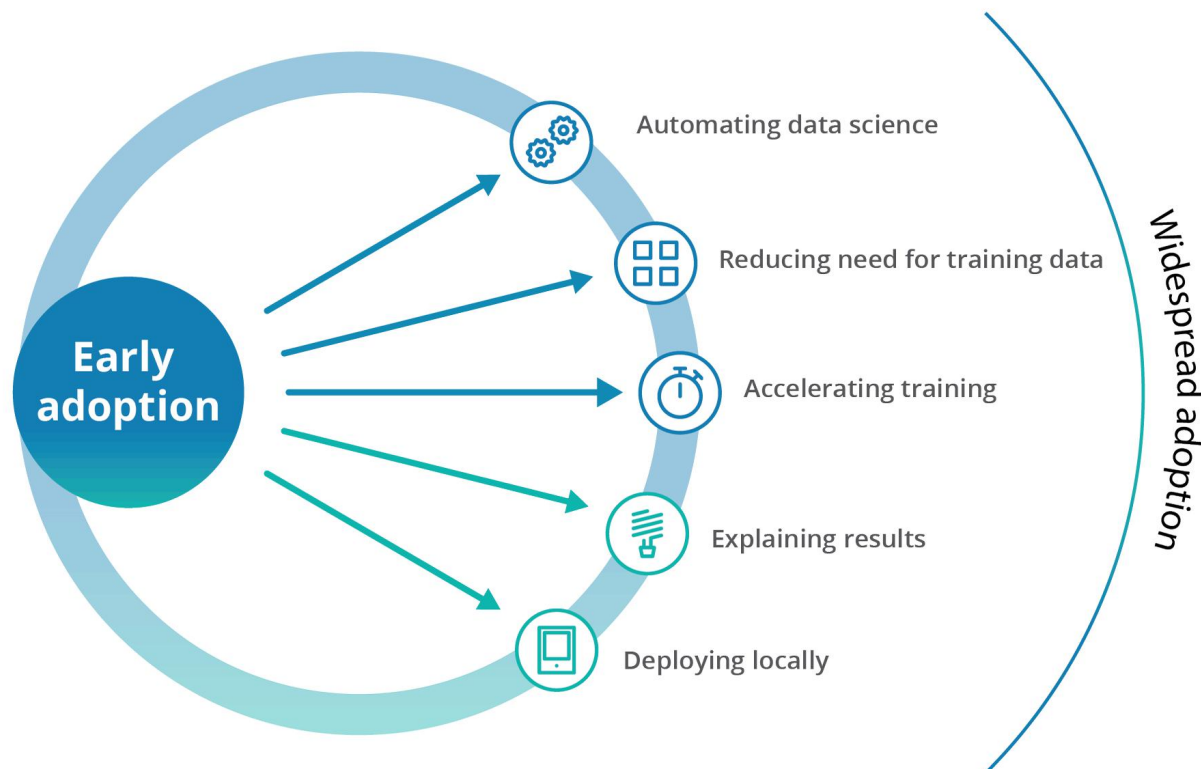 Early
adoption
Automating data science
Reducing need for training data
Accelerating training
Explaining results
Deploying locally
Widespread adoption